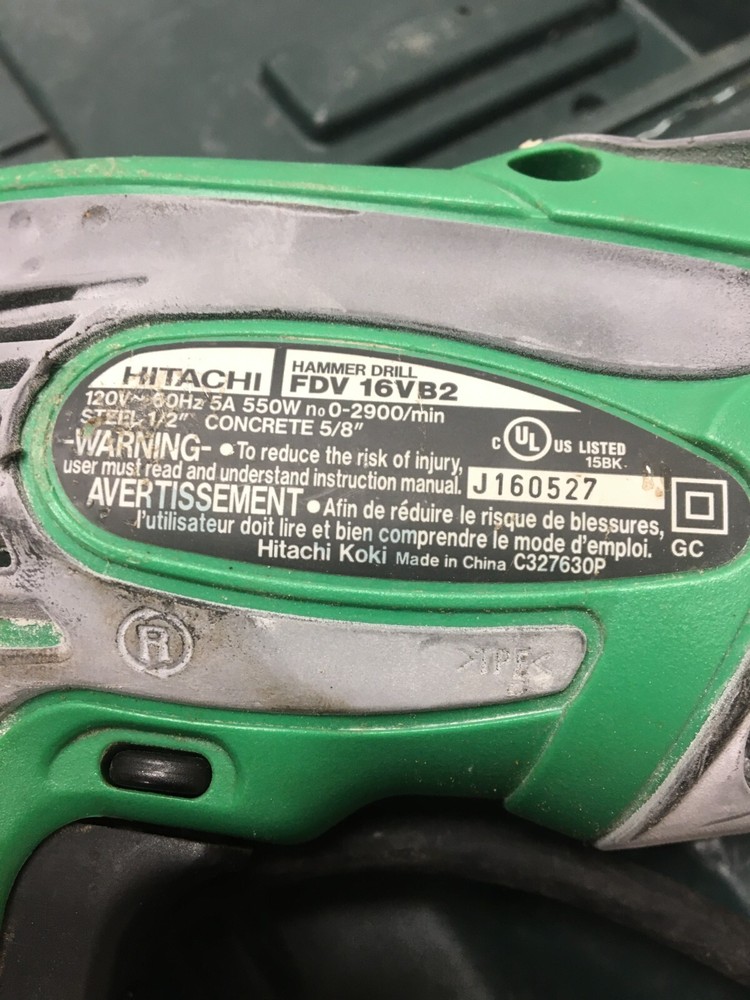 HITACHI
HAMMER DRILL
FDV 16VB2
120V~ 60Hz 5A 550W n₀ 0-2900/min
STEEL 1/2" CONCRETE 5/8"
-WARNING- ●To reduce the risk of injury,
user must read and understand instruction manual.
C UL US LISTED
15BK
J160527
AVERTISSEMENT ●Afin de réduire le risque de blessures,
l'utilisateur doit lire et bien comprendre le mode d'emploi.
GC
Hitachi Koki Made in China C327630P
R